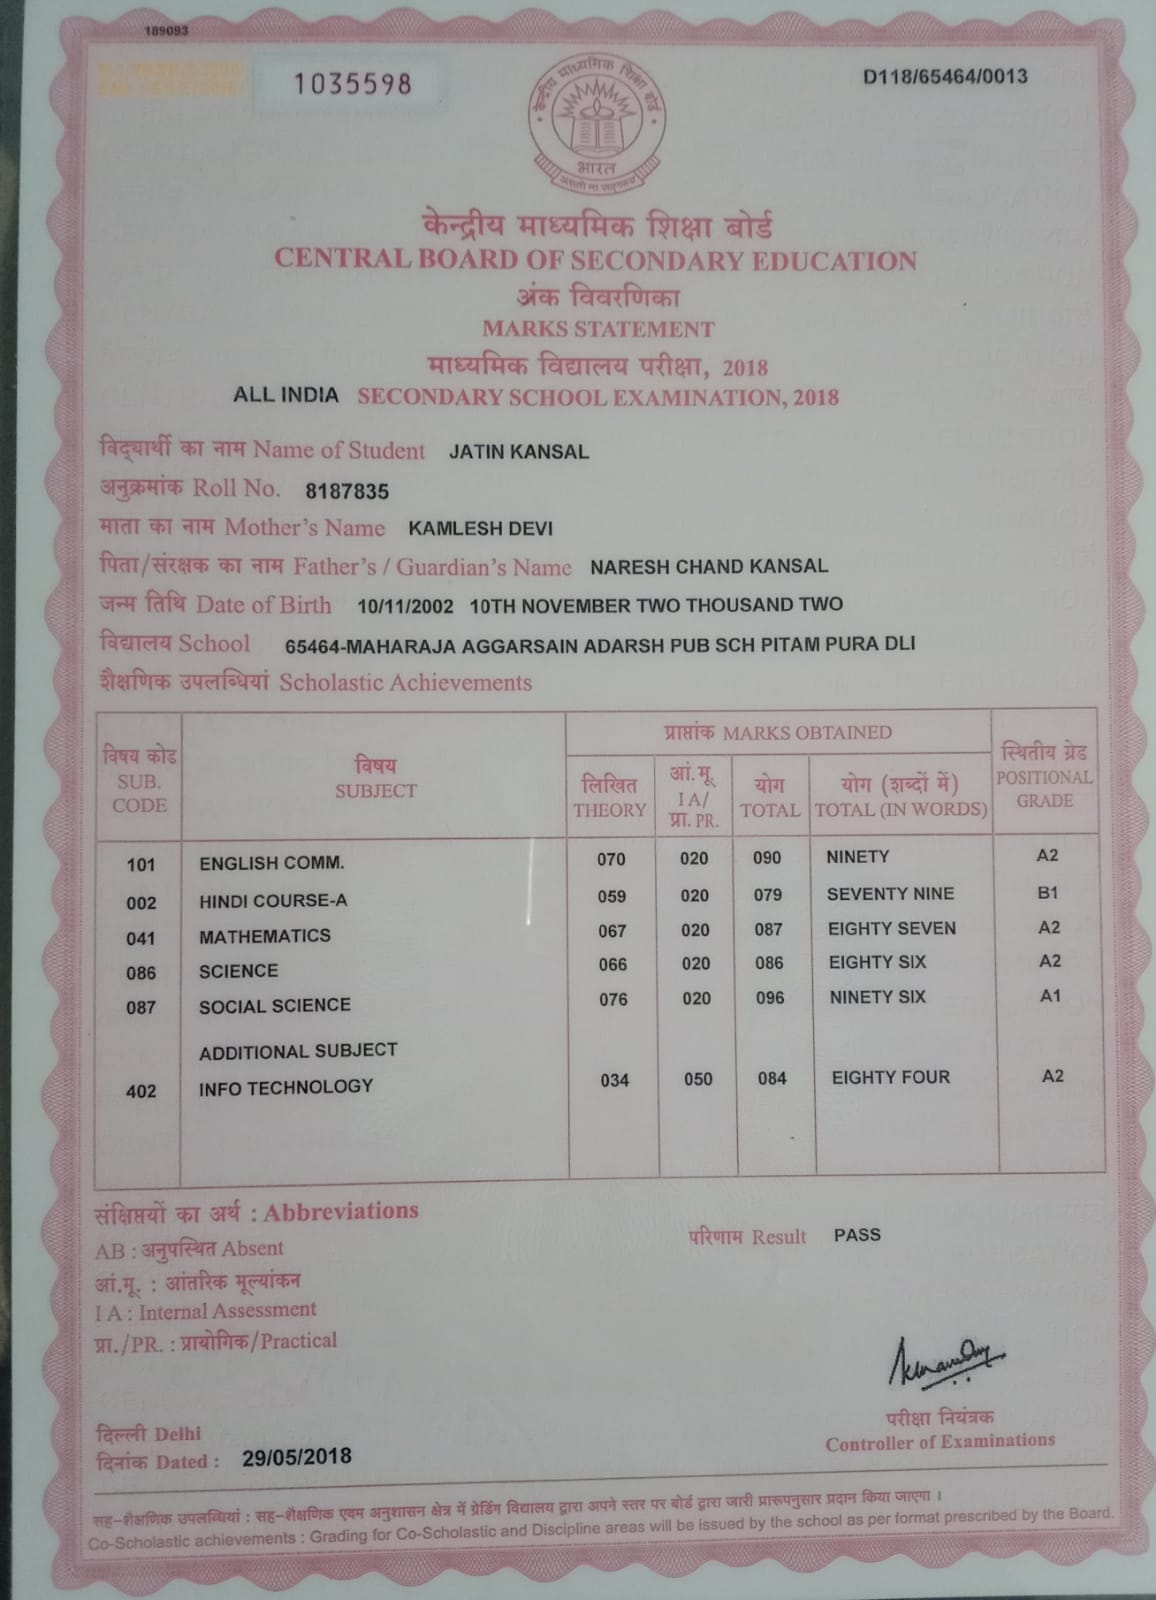 189093
1035598
D118/65464/0013
केन्द्रीय माध्यमिक शिक्षा बोर्ड
भारत
असतो मा सद्गमय
केन्द्रीय माध्यमिक शिक्षा बोर्ड
CENTRAL BOARD OF SECONDARY EDUCATION
अंक विवरणिका
MARKS STATEMENT
माध्यमिक विद्यालय परीक्षा, 2018
ALL INDIA SECONDARY SCHOOL EXAMINATION, 2018
विद्यार्थी का नाम Name of Student JATIN KANSAL
अनुक्रमांक Roll No. 8187835
माता का नाम Mother's Name KAMLESH DEVI
पिता/संरक्षक का नाम Father's / Guardian's Name NARESH CHAND KANSAL
जन्म तिथि Date of Birth 10/11/2002 10TH NOVEMBER TWO THOUSAND TWO
विद्यालय School 65464-MAHARAJA AGGARSAIN ADARSH PUB SCH PITAM PURA DLI
शैक्षणिक उपलब्धियां Scholastic Achievements
विषय कोड SUB. CODE
विषय SUBJECT
प्राप्तांक MARKS OBTAINED
लिखित THEORY
आं.मू. I A/ प्रा. PR.
योग TOTAL
योग (शब्दों में) TOTAL (IN WORDS)
स्थितीय ग्रेड POSITIONAL GRADE
101 ENGLISH COMM. 070 020 090 NINETY A2
002 HINDI COURSE-A 059 020 079 SEVENTY NINE B1
041 MATHEMATICS 067 020 087 EIGHTY SEVEN A2
086 SCIENCE 066 020 086 EIGHTY SIX A2
087 SOCIAL SCIENCE 076 020 096 NINETY SIX A1
ADDITIONAL SUBJECT
402 INFO TECHNOLOGY 034 050 084 EIGHTY FOUR A2
संक्षिप्तयों का अर्थ : Abbreviations
परिणाम Result PASS
AB : अनुपस्थित Absent
आं.मू. : आंतरिक मूल्यांकन
I A : Internal Assessment
प्रा./PR. : प्रायोगिक/Practical
परीक्षा नियंत्रक
Controller of Examinations
दिल्ली Delhi
दिनांक Dated : 29/05/2018
सह-शैक्षणिक उपलब्धियां : सह-शैक्षणिक एवम अनुशासन क्षेत्र में ग्रेडिंग विद्यालय द्वारा अपने स्तर पर बोर्ड द्वारा जारी प्रारूपनुसार प्रदान किया जाएगा ।
Co-Scholastic achievements : Grading for Co-Scholastic and Discipline areas will be issued by the school as per format prescribed by the Board.